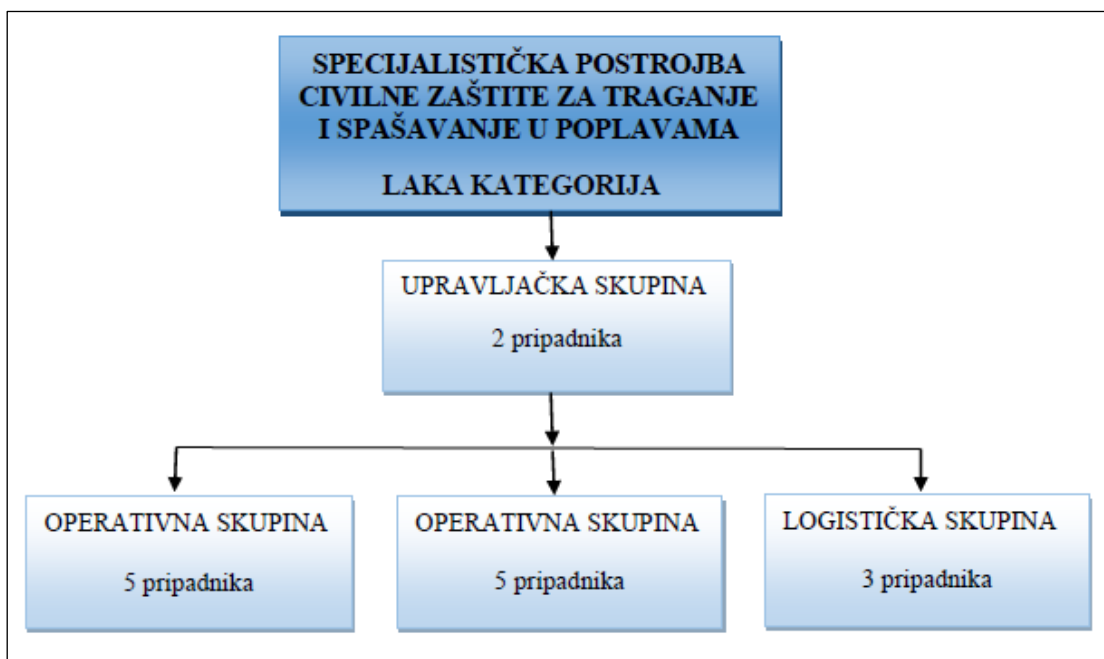 SPECIJALISTIČKA POSTROJBA
CIVILNE ZAŠTITE ZA TRAGANJE
I SPAŠAVANJE U POPLAVAMA
LAKA KATEGORIJA
UPRAVLJAČKA SKUPINA
2 pripadnika
OPERATIVNA SKUPINA
5 pripadnika
OPERATIVNA SKUPINA
5 pripadnika
LOGISTIČKA SKUPINA
3 pripadnika